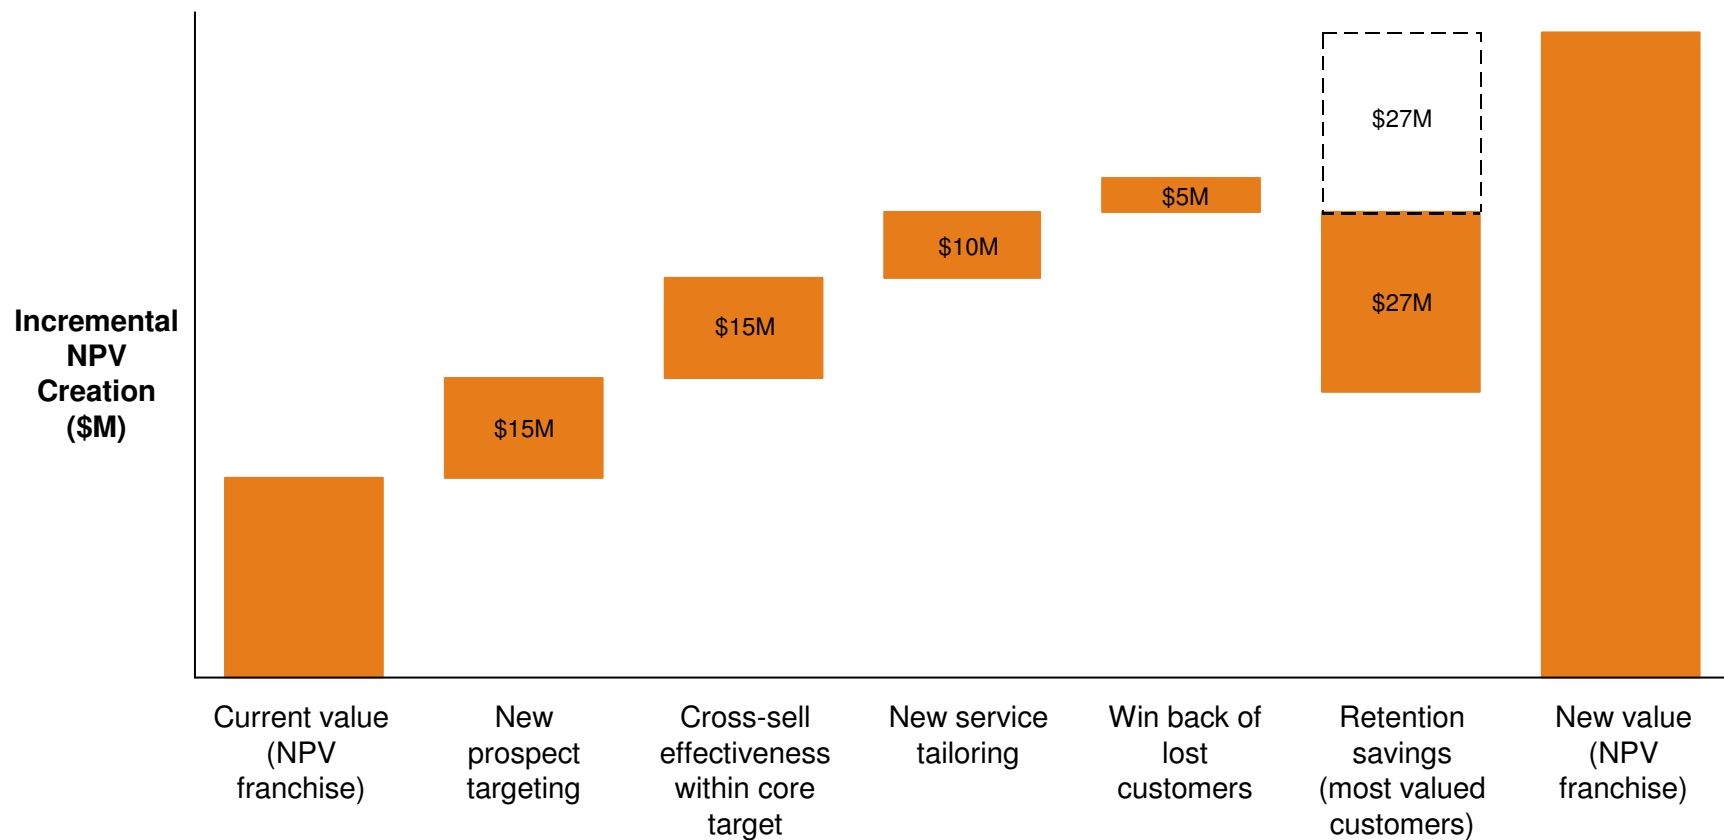 Incremental
NPV
Creation
($M)
$15M
$15M
$10M
$5M
$27M
$27M
Current value
(NPV
franchise)
New
prospect
targeting
Cross-sell
effectiveness
within core
target
New service
tailoring
Win back of
lost
customers
Retention
savings
(most valued
customers)
New value
(NPV
franchise)